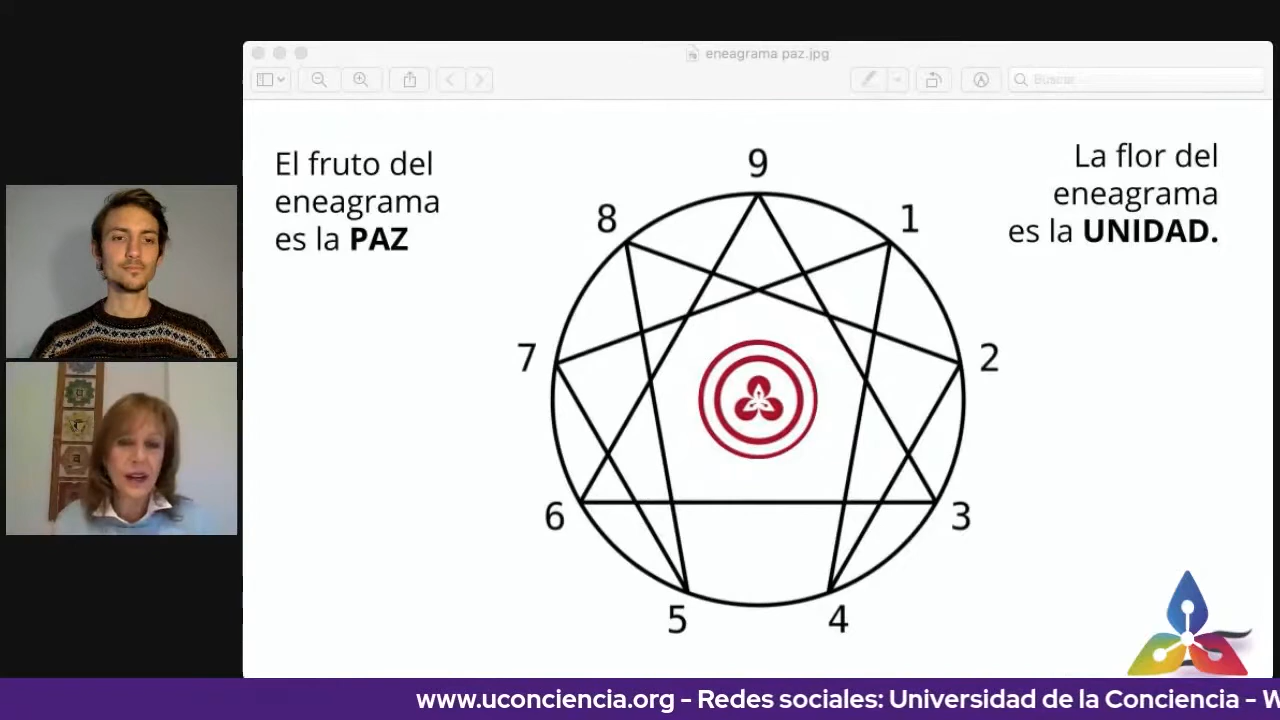 eneagrama paz.jpg
Buscar
El fruto del
eneagrama
es la PAZ
La flor del
eneagrama
es la UNIDAD.
9
8
1
7
2
6
3
5
4
www.uconciencia.org - Redes sociales: Universidad de la Conciencia - W